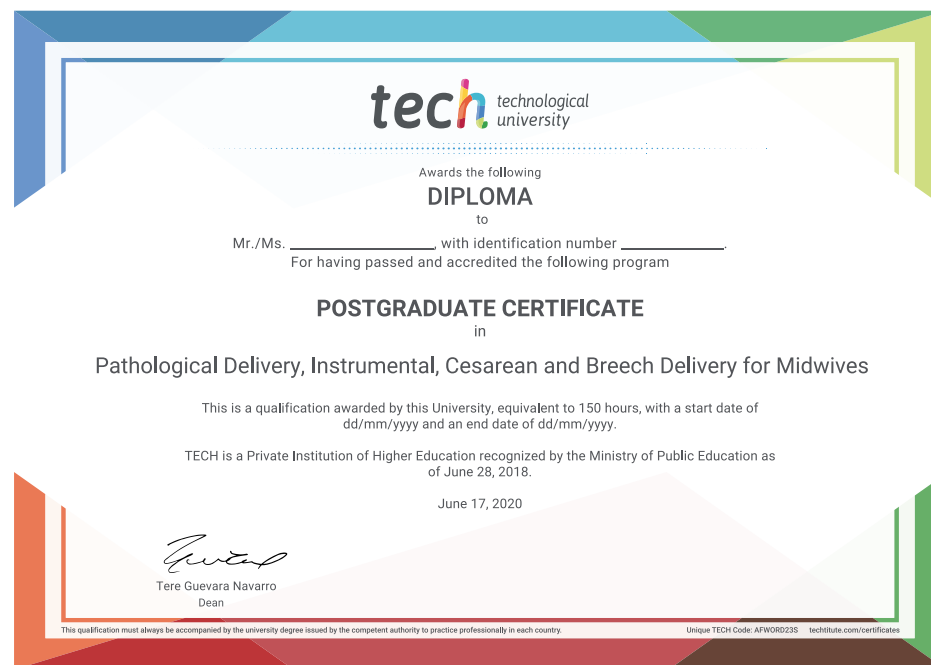 tech technological
university
Awards the following
DIPLOMA
to
Mr./Ms. ____________________, with identification number ______________.
For having passed and accredited the following program
POSTGRADUATE CERTIFICATE
in
Pathological Delivery, Instrumental, Cesarean and Breech Delivery for Midwives
This is a qualification awarded by this University, equivalent to 150 hours, with a start date of
dd/mm/yyyy and an end date of dd/mm/yyyy.
TECH is a Private Institution of Higher Education recognized by the Ministry of Public Education as
of June 28, 2018.
June 17, 2020
Tere Guevara Navarro
Dean
This qualification must always be accompanied by the university degree issued by the competent authority to practice professionally in each country. Unique TECH Code: AFWORD23S techtitute.com/certificates